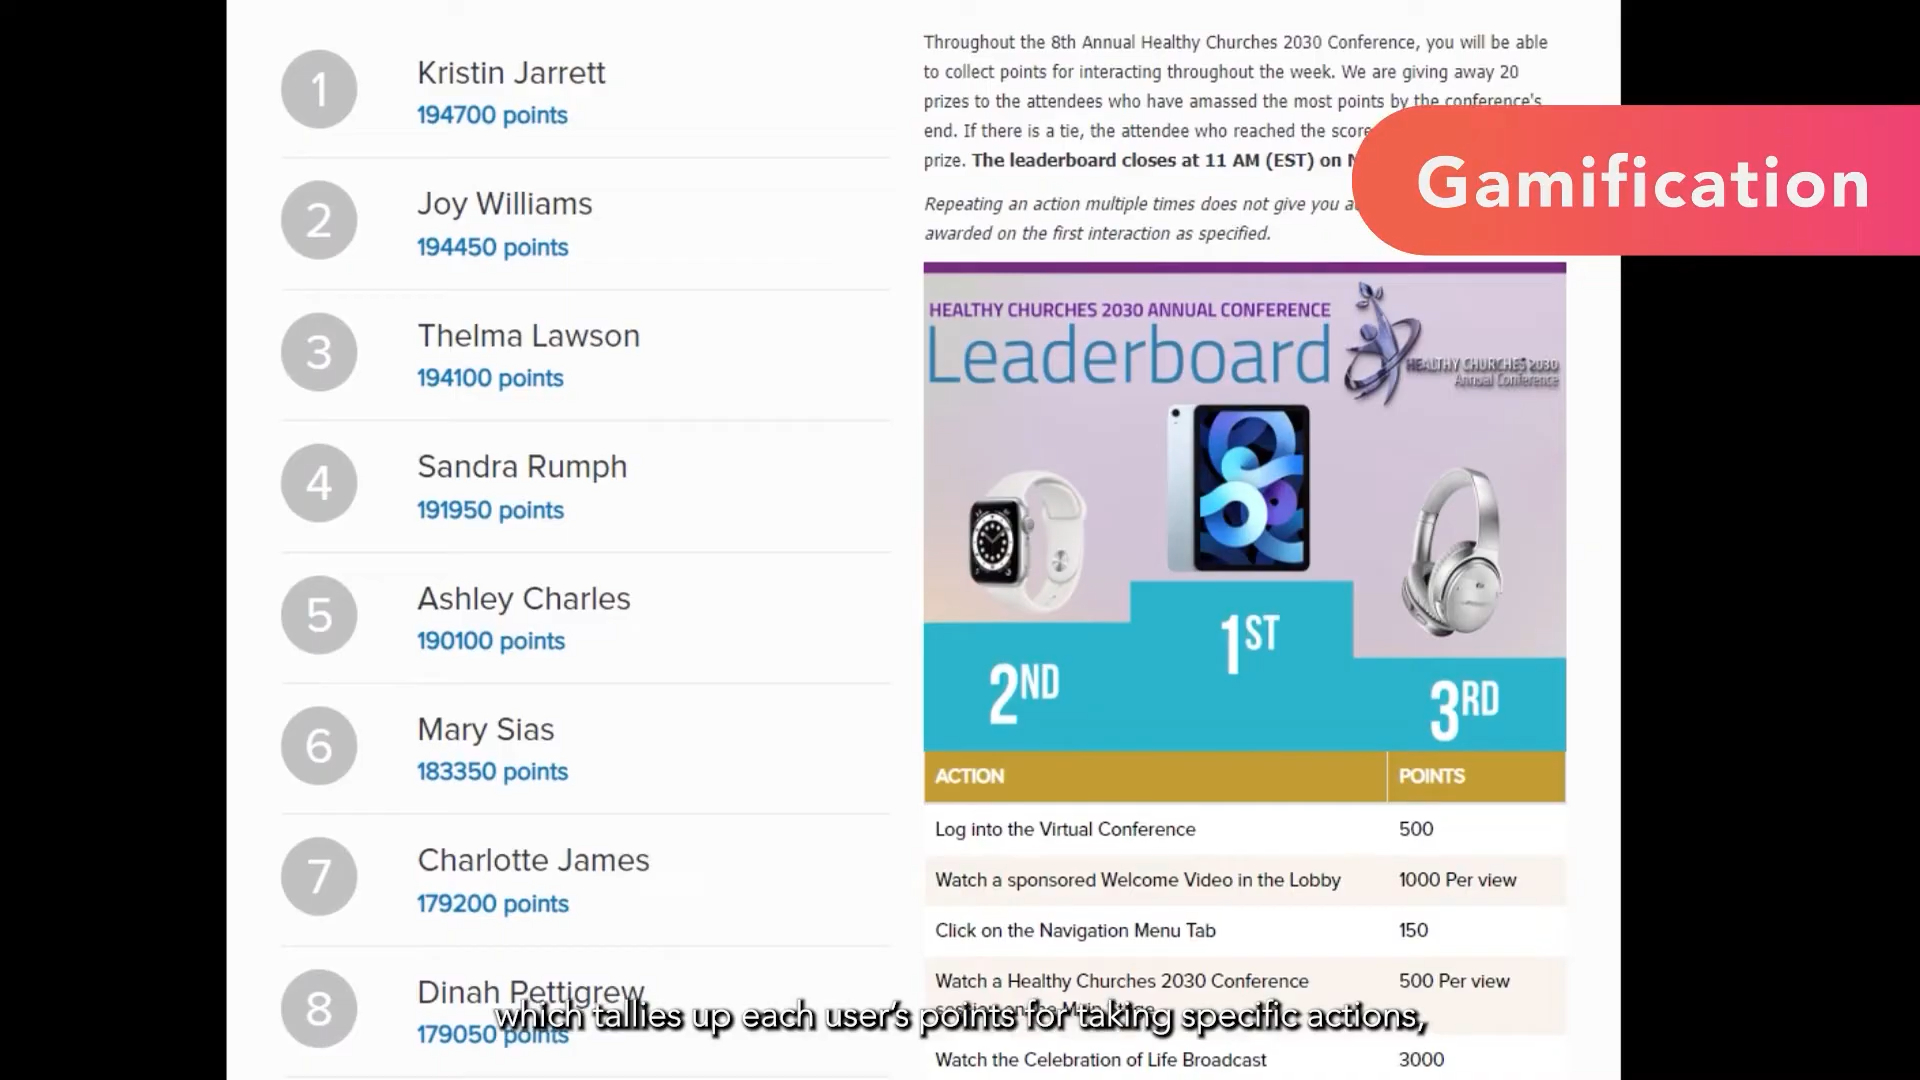 1
Kristin Jarrett
194700 points
2
Joy Williams
194450 points
3
Thelma Lawson
194100 points
4
Sandra Rumph
191950 points
5
Ashley Charles
190100 points
6
Mary Sias
183350 points
7
Charlotte James
179200 points
8
Dinah Pettigrew
179050 points
Throughout the 8th Annual Healthy Churches 2030 Conference, you will be able
to collect points for interacting throughout the week. We are giving away 20
prizes to the attendees who have amassed the most points by the conference's
end. If there is a tie, the attendee who reached the score
prize. The leaderboard closes at 11 AM (EST) on
Repeating an action multiple times does not give you
awarded on the first interaction as specified.
Gamification
HEALTHY CHURCHES 2030 ANNUAL CONFERENCE
Leaderboard
HEALTHY CHURCHES 2030
Annual Conference
1ST
2ND
3RD
ACTION POINTS
Log into the Virtual Conference 500
Watch a sponsored Welcome Video in the Lobby 1000 Per view
Click on the Navigation Menu Tab 150
Watch a Healthy Churches 2030 Conference 500 Per view
on the Main Stage
Watch the Celebration of Life Broadcast 3000
which tallies up each user's points for taking specific actions,